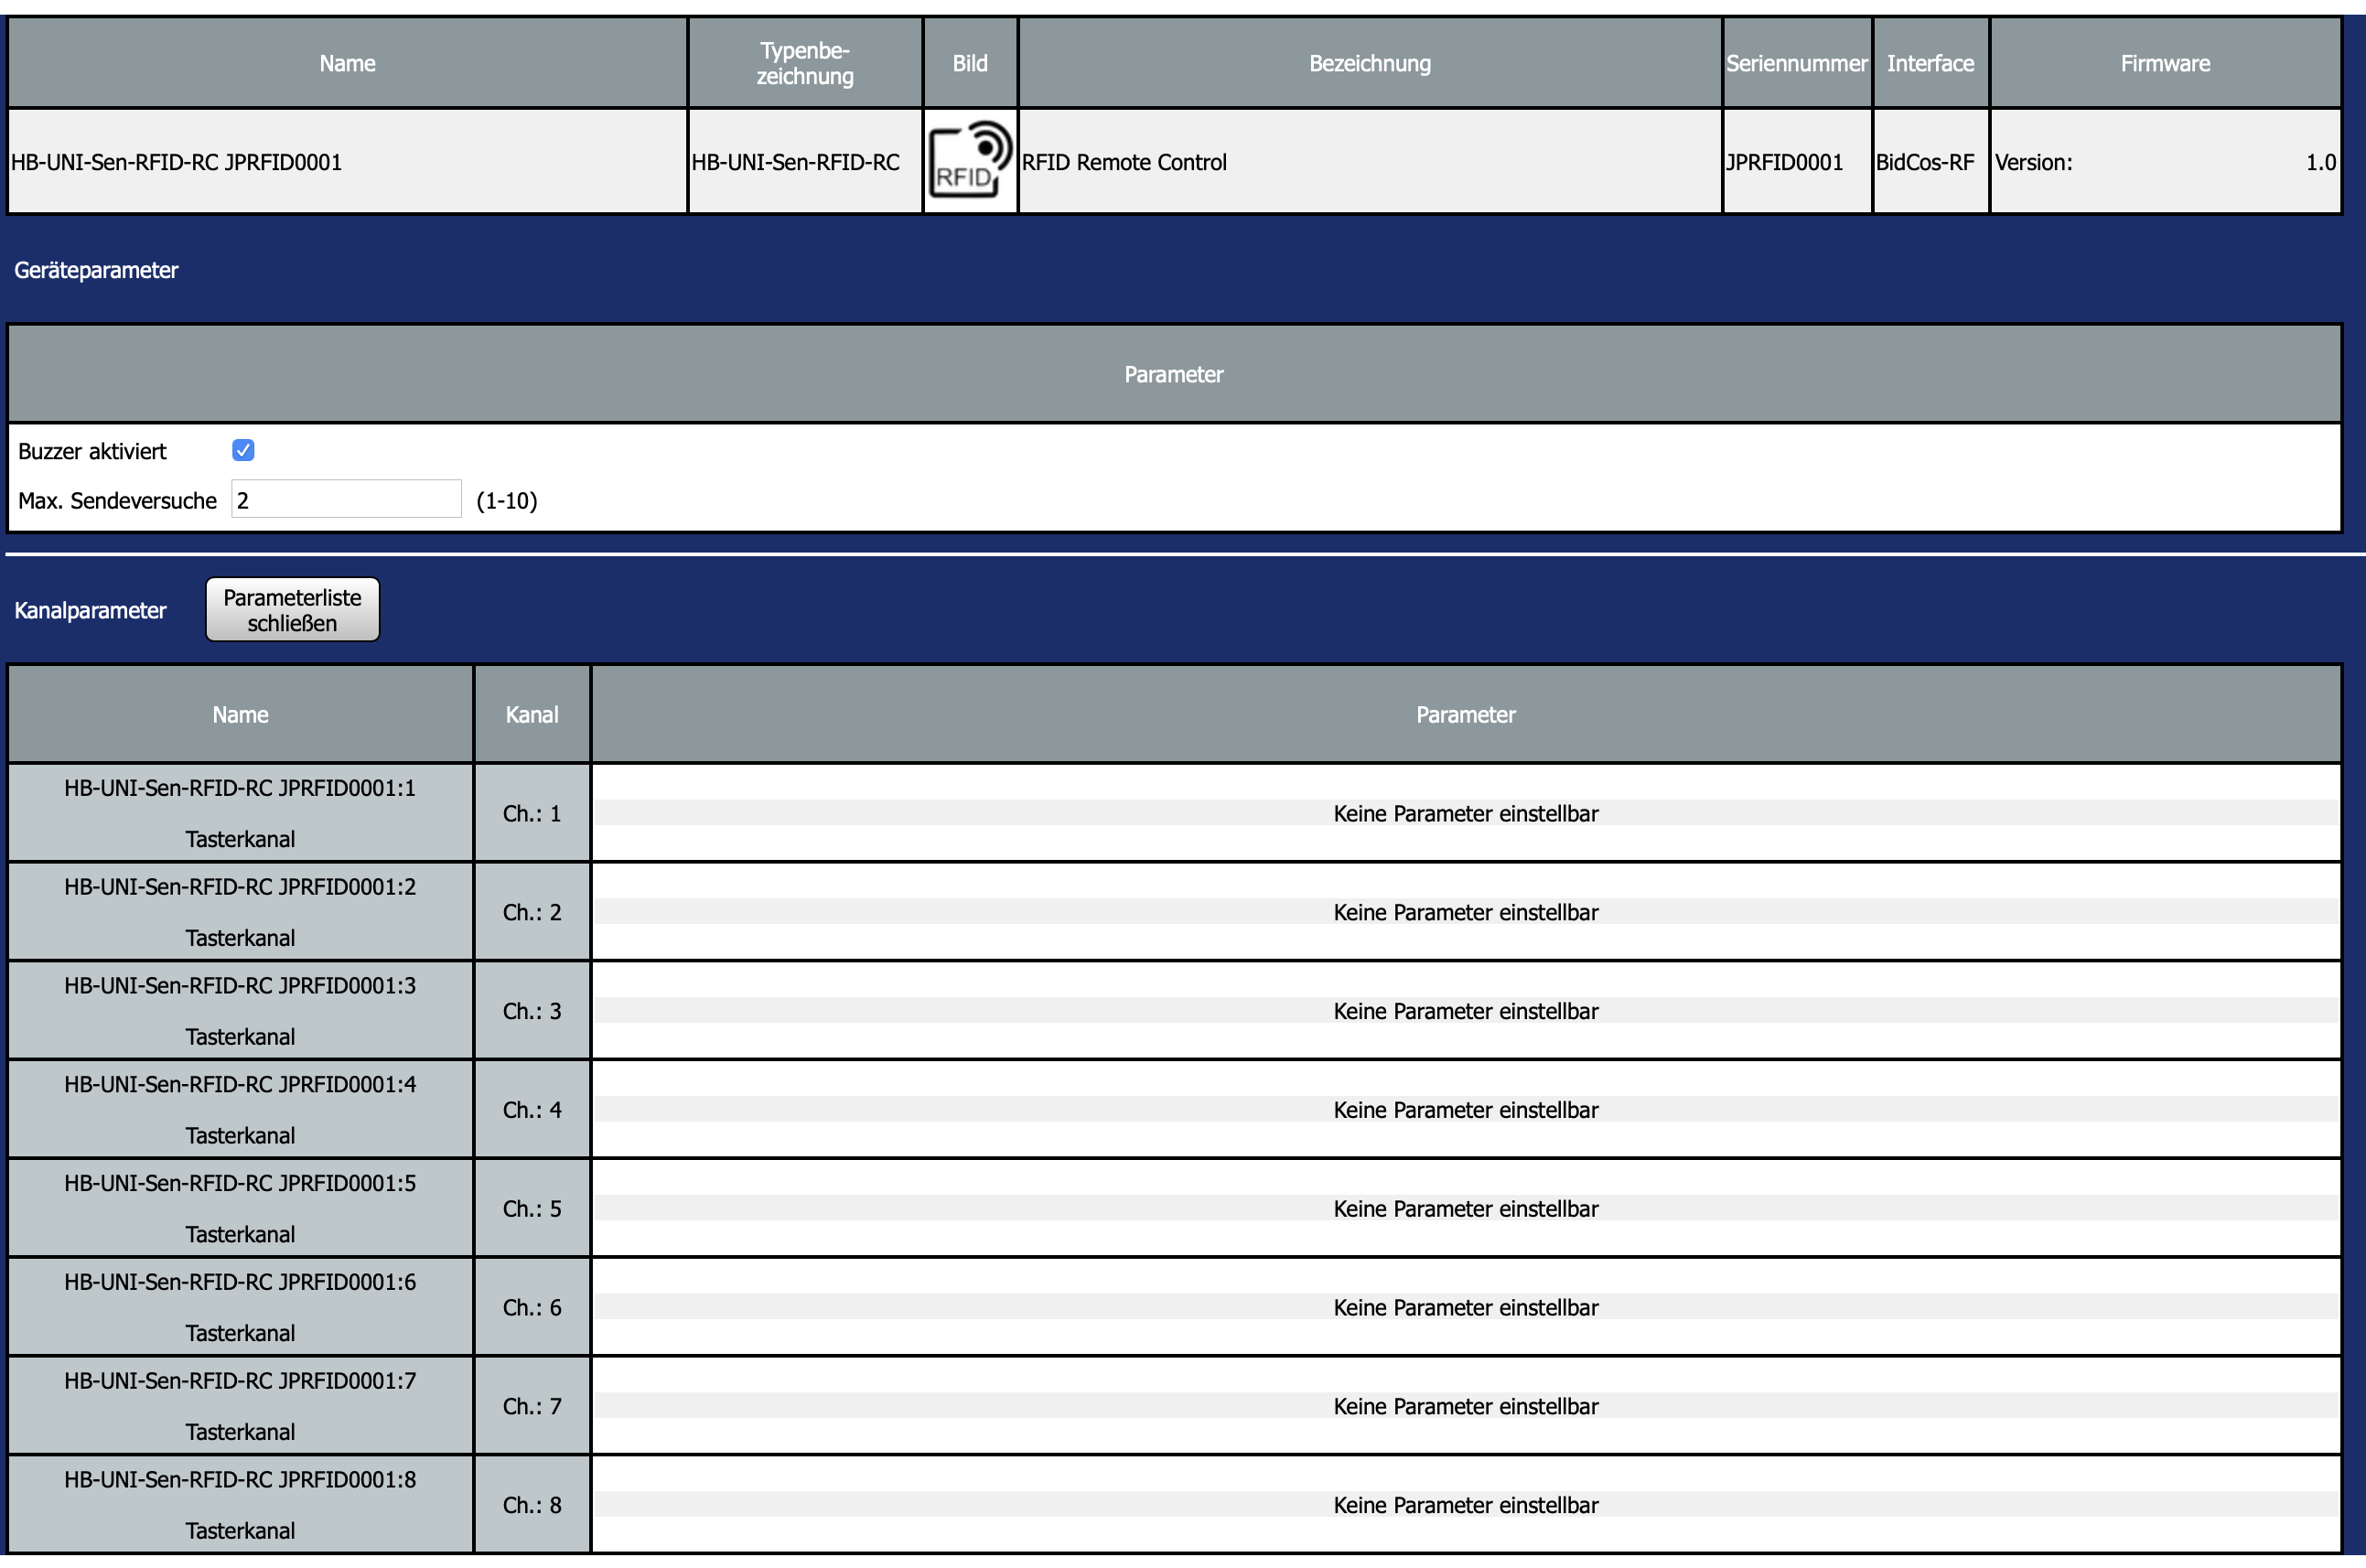 Name
Typenbe-
zeichnung
Bild
Bezeichnung
Seriennummer
Interface
Firmware
HB-UNI-Sen-RFID-RC JPRFID0001
HB-UNI-Sen-RFID-RC
RFID
RFID Remote Control
JPRFID0001
BidCos-RF
Version: 1.0
Geräteparameter
Parameter
Buzzer aktiviert
Max. Sendeversuche 2 (1-10)
Kanalparameter
Parameterliste
schließen
Name
Kanal
Parameter
HB-UNI-Sen-RFID-RC JPRFID0001:1
Tasterkanal
Ch.: 1
Keine Parameter einstellbar
HB-UNI-Sen-RFID-RC JPRFID0001:2
Tasterkanal
Ch.: 2
Keine Parameter einstellbar
HB-UNI-Sen-RFID-RC JPRFID0001:3
Tasterkanal
Ch.: 3
Keine Parameter einstellbar
HB-UNI-Sen-RFID-RC JPRFID0001:4
Tasterkanal
Ch.: 4
Keine Parameter einstellbar
HB-UNI-Sen-RFID-RC JPRFID0001:5
Tasterkanal
Ch.: 5
Keine Parameter einstellbar
HB-UNI-Sen-RFID-RC JPRFID0001:6
Tasterkanal
Ch.: 6
Keine Parameter einstellbar
HB-UNI-Sen-RFID-RC JPRFID0001:7
Tasterkanal
Ch.: 7
Keine Parameter einstellbar
HB-UNI-Sen-RFID-RC JPRFID0001:8
Tasterkanal
Ch.: 8
Keine Parameter einstellbar